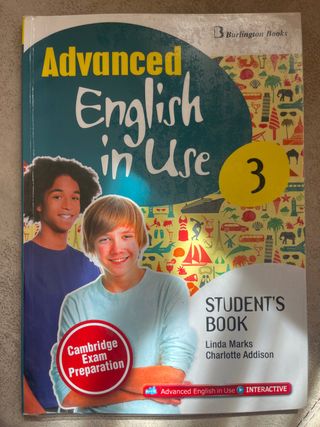 Burlington Books
Advanced
English
in Use
3
STUDENT'S
BOOK
Linda Marks
Charlotte Addison
Cambridge
Exam
Preparation
Advanced English in Use INTERACTIVE